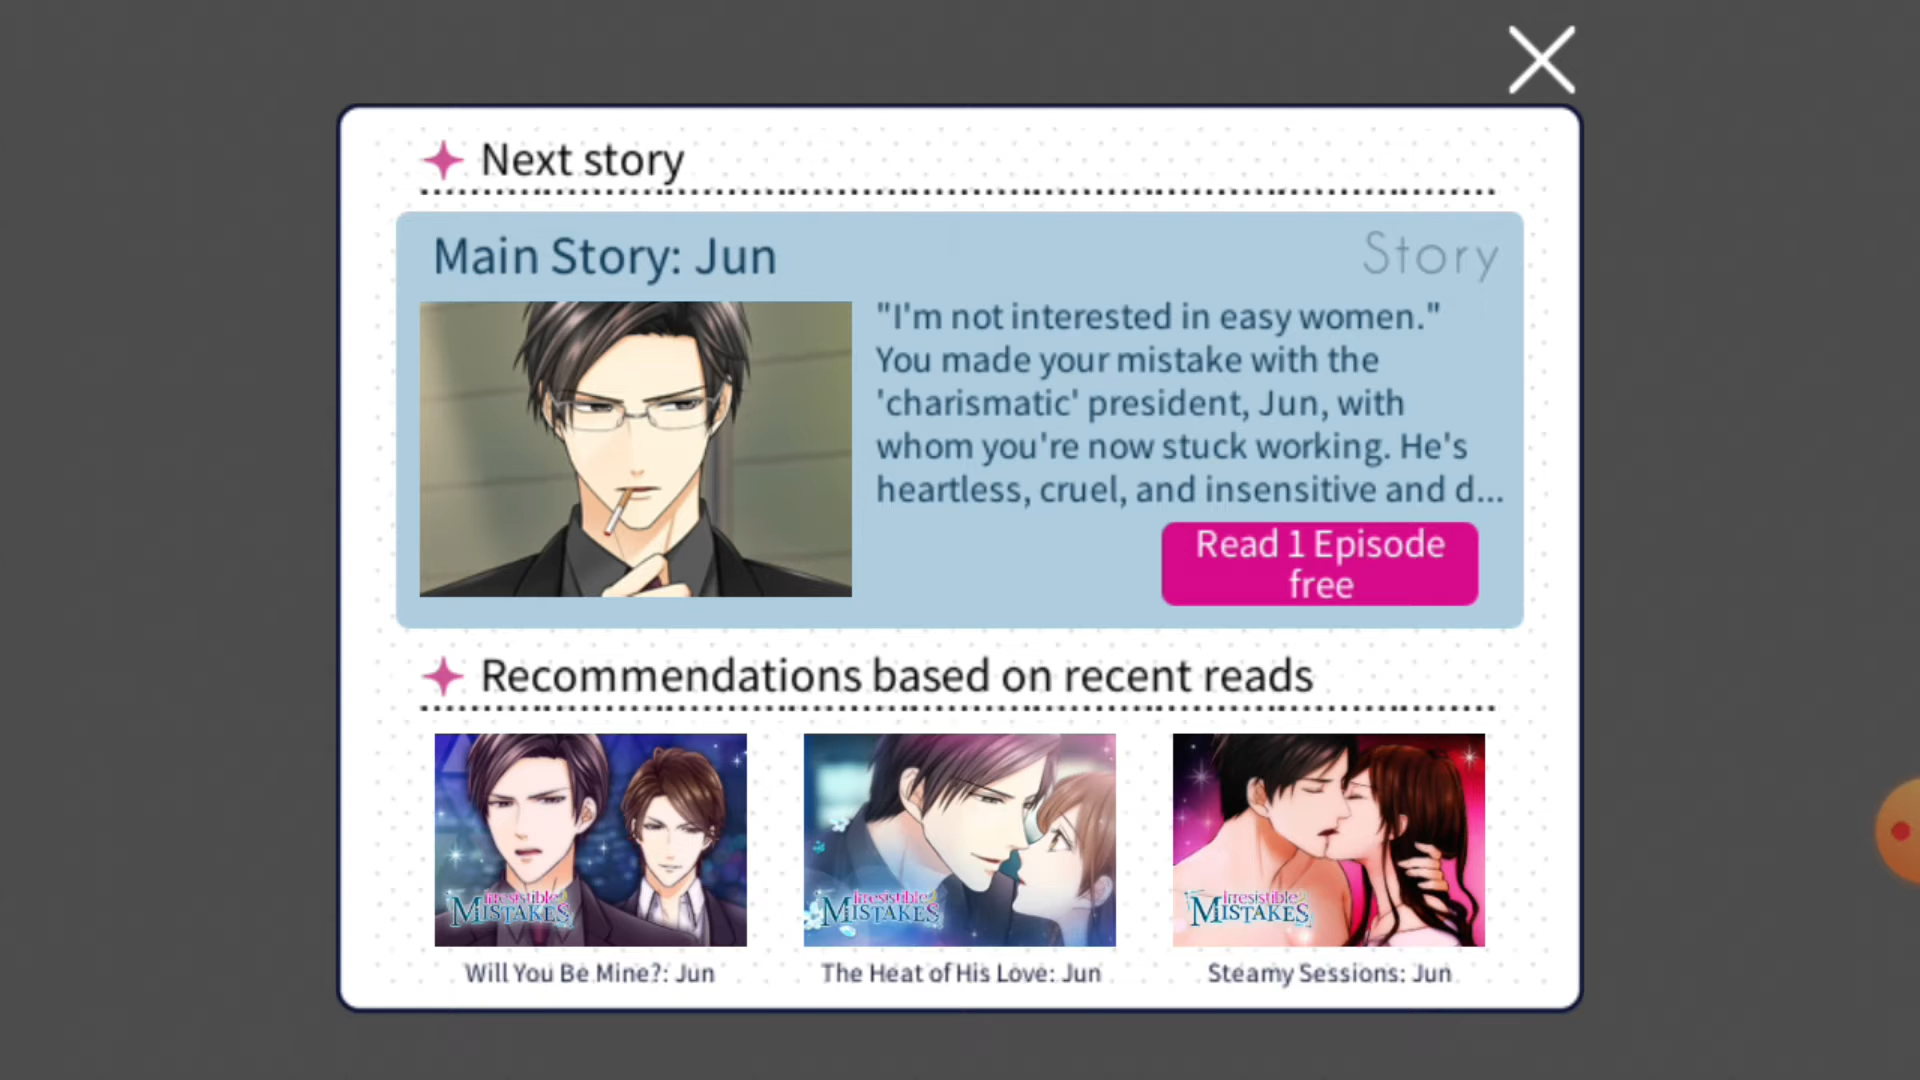 Next story
Main Story: Jun
Story
"I'm not interested in easy women."
You made your mistake with the
'charismatic' president, Jun, with
whom you're now stuck working. He's
heartless, cruel, and insensitive and d...
Read 1 Episode
free
Recommendations based on recent reads
Irresistible
MISTAKES
Irresistible
MISTAKES
Irresistible
MISTAKES
Will You Be Mine?: Jun
The Heat of His Love: Jun
Steamy Sessions: Jun